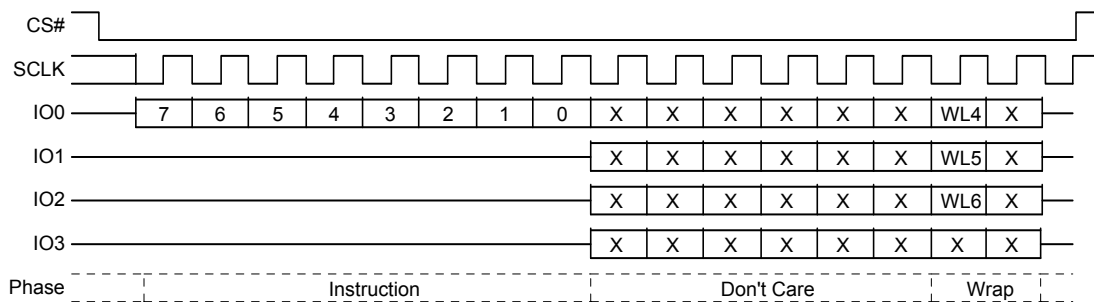 CS#
SCLK
IO0 7 6 5 4 3 2 1 0 X X X X X X WL4 X
IO1 X X X X X X WL5 X
IO2 X X X X X X WL6 X
IO3 X X X X X X X X
Phase Instruction Don't Care Wrap